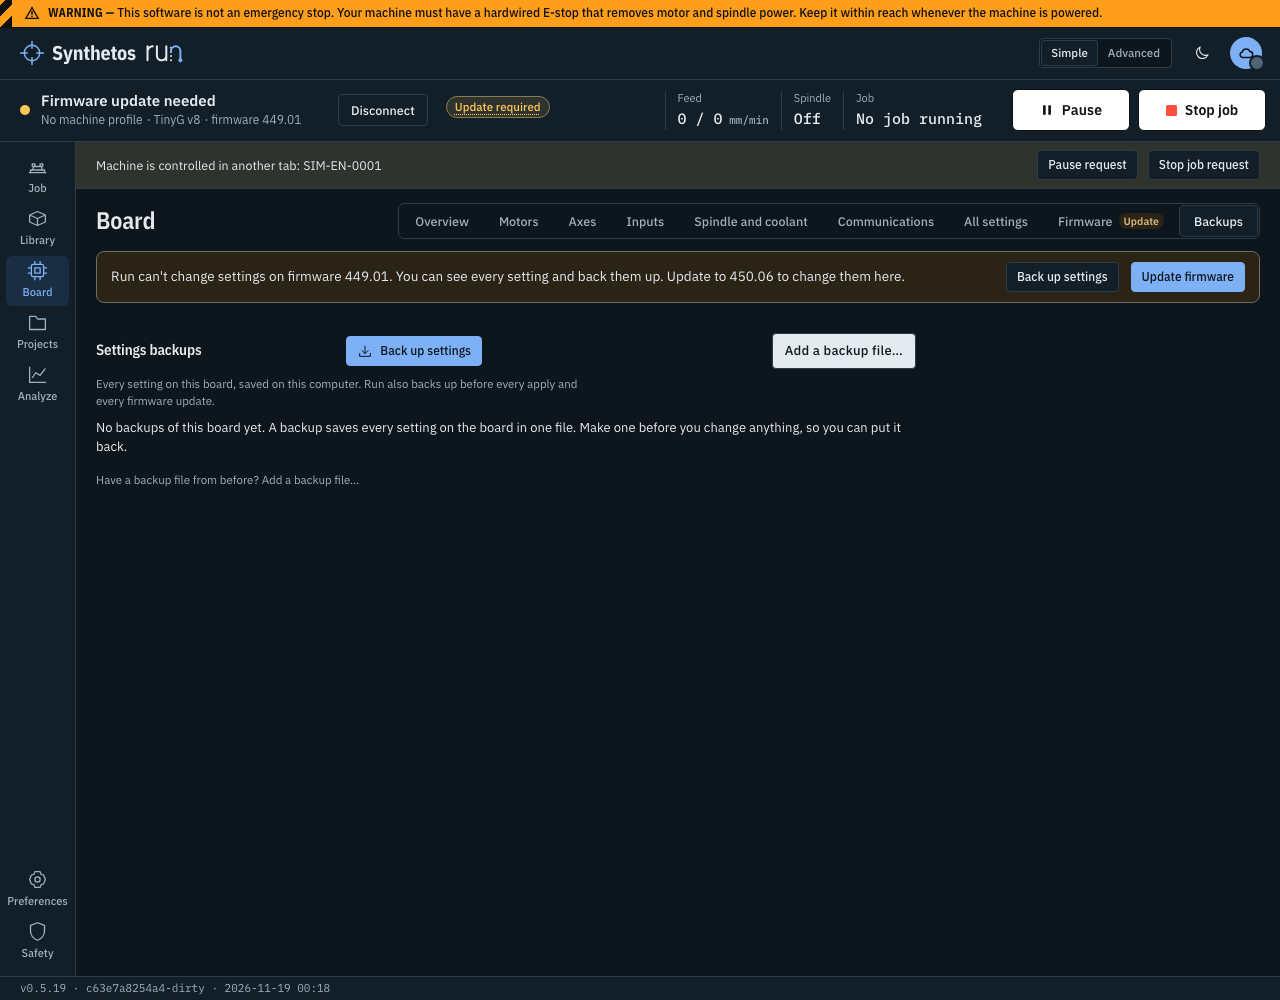 WARNING — This software is not an emergency stop. Your machine must have a hardwired E-stop that removes motor and spindle power. Keep it within reach whenever the machine is powered.
Synthetos run
Simple
Advanced
Firmware update needed
No machine profile · TinyG v8 · firmware 449.01
Disconnect
Update required
Feed
0 / 0 mm/min
Spindle
Off
Job
No job running
Pause
Stop job
Machine is controlled in another tab: SIM-EN-0001
Pause request
Stop job request
Job
Library
Board
Projects
Analyze
Preferences
Safety
Board
Overview
Motors
Axes
Inputs
Spindle and coolant
Communications
All settings
Firmware Update
Backups
Run can't change settings on firmware 449.01. You can see every setting and back them up. Update to 450.06 to change them here.
Back up settings
Update firmware
Settings backups
Back up settings
Add a backup file...
Every setting on this board, saved on this computer. Run also backs up before every apply and
every firmware update.
No backups of this board yet. A backup saves every setting on the board in one file. Make one before you change anything, so you can put it
back.
Have a backup file from before? Add a backup file...
v0.5.19 · c63e7a8254a4-dirty · 2026-11-19 00:18